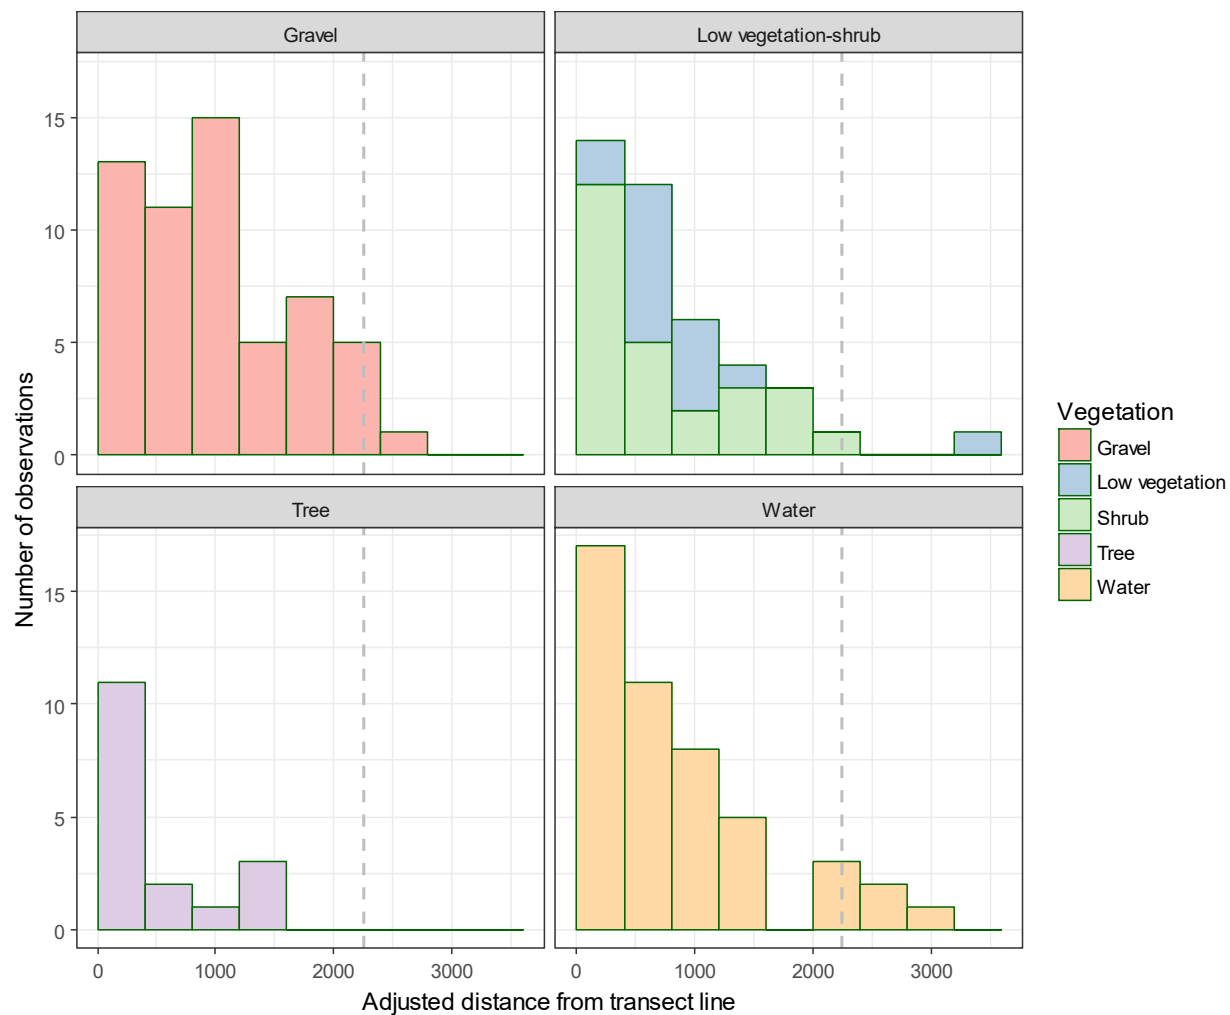 Gravel
Low vegetation-shrub
15
10
5
0
Tree
Water
15
10
5
0
0
1000
2000
3000
0
1000
2000
3000
Number of observations
Adjusted distance from transect line
Vegetation
Gravel
Low vegetation
Shrub
Tree
Water